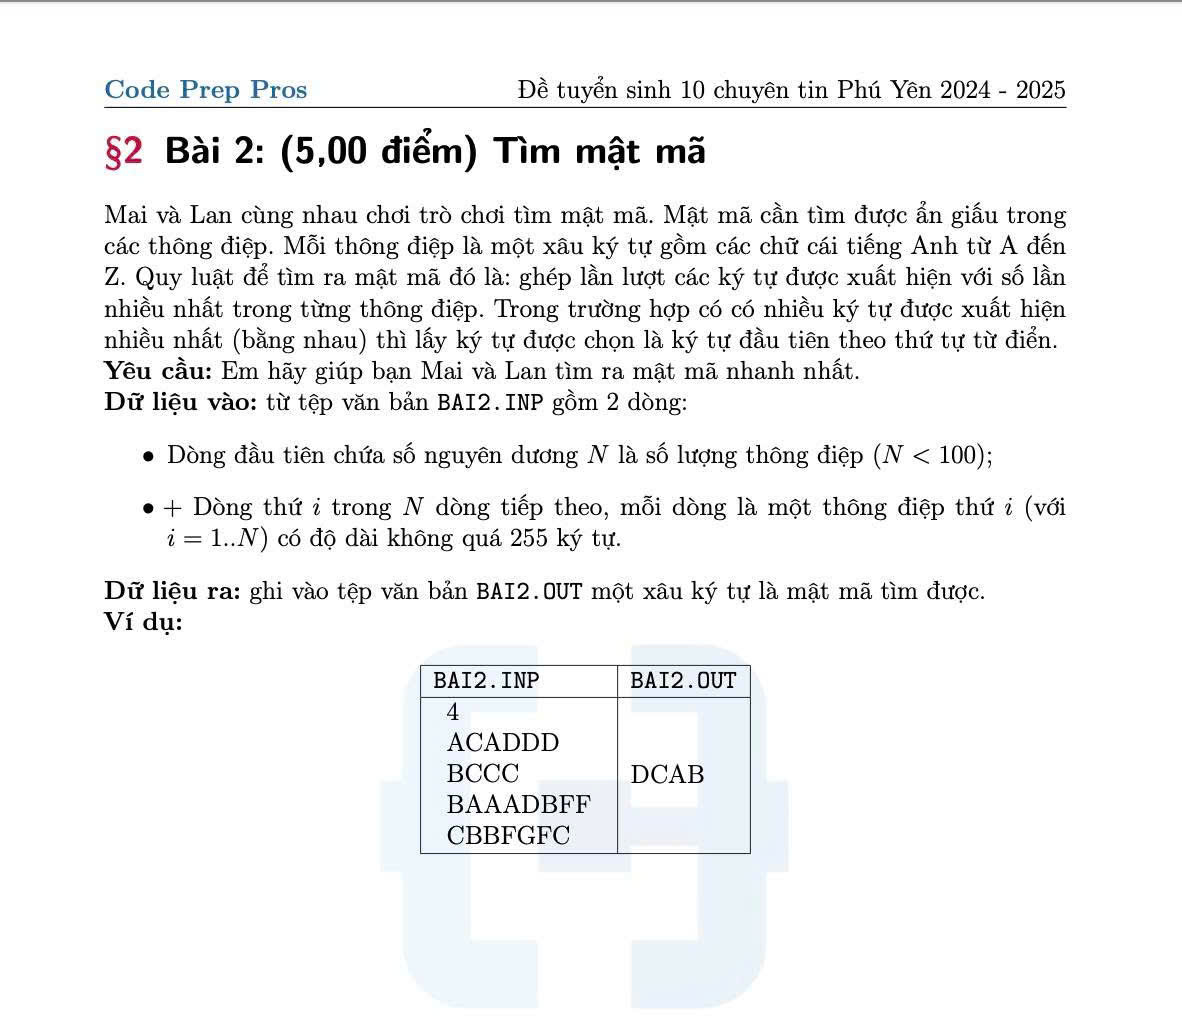 Code Prep Pros Đề tuyển sinh 10 chuyên tin Phú Yên 2024 - 2025
§2 Bài 2: (5,00 điểm) Tìm mật mã
Mai và Lan cùng nhau chơi trò chơi tìm mật mã. Mật mã cần tìm được ẩn giấu trong
các thông điệp. Mỗi thông điệp là một xâu ký tự gồm các chữ cái tiếng Anh từ A đến
Z. Quy luật để tìm ra mật mã đó là: ghép lần lượt các ký tự được xuất hiện với số lần
nhiều nhất trong từng thông điệp. Trong trường hợp có có nhiều ký tự được xuất hiện
nhiều nhất (bằng nhau) thì lấy ký tự được chọn là ký tự đầu tiên theo thứ tự từ điển.
Yêu cầu: Em hãy giúp bạn Mai và Lan tìm ra mật mã nhanh nhất.
Dữ liệu vào: từ tệp văn bản BAI2.INP gồm 2 dòng:
• Dòng đầu tiên chứa số nguyên dương N là số lượng thông điệp (N < 100);
• + Dòng thứ i trong N dòng tiếp theo, mỗi dòng là một thông điệp thứ i (với
i = 1..N) có độ dài không quá 255 ký tự.
Dữ liệu ra: ghi vào tệp văn bản BAI2.OUT một xâu ký tự là mật mã tìm được.
Ví dụ:
BAI2.INP BAI2.OUT
4
ACADDD
BCCC DCAB
BAAADBFF
CBBFGFC